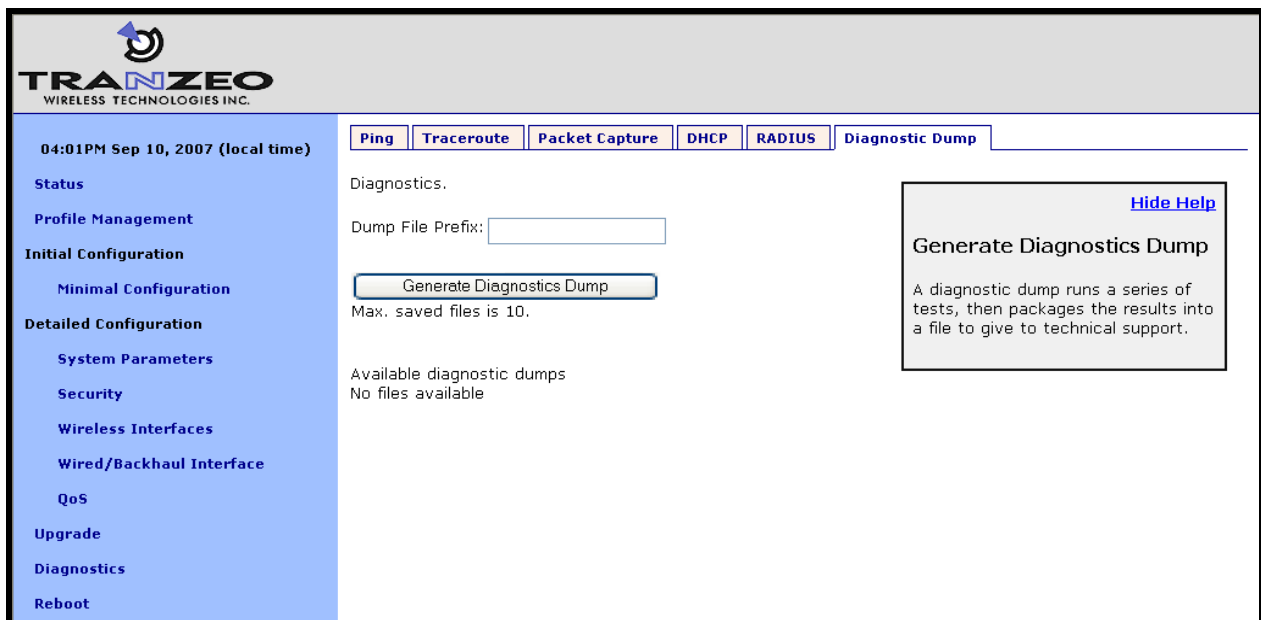 TRANZEO
WIRELESS TECHNOLOGIES INC.
04:01PM Sep 10, 2007 (local time)
Status
Profile Management
Initial Configuration
Minimal Configuration
Detailed Configuration
System Parameters
Security
Wireless Interfaces
Wired/Backhaul Interface
QoS
Upgrade
Diagnostics
Reboot
Ping Traceroute Packet Capture DHCP RADIUS Diagnostic Dump
Diagnostics.
Dump File Prefix:
Generate Diagnostics Dump
Max. saved files is 10.
Available diagnostic dumps
No files available
Hide Help
Generate Diagnostics Dump
A diagnostic dump runs a series of
tests, then packages the results into
a file to give to technical support.